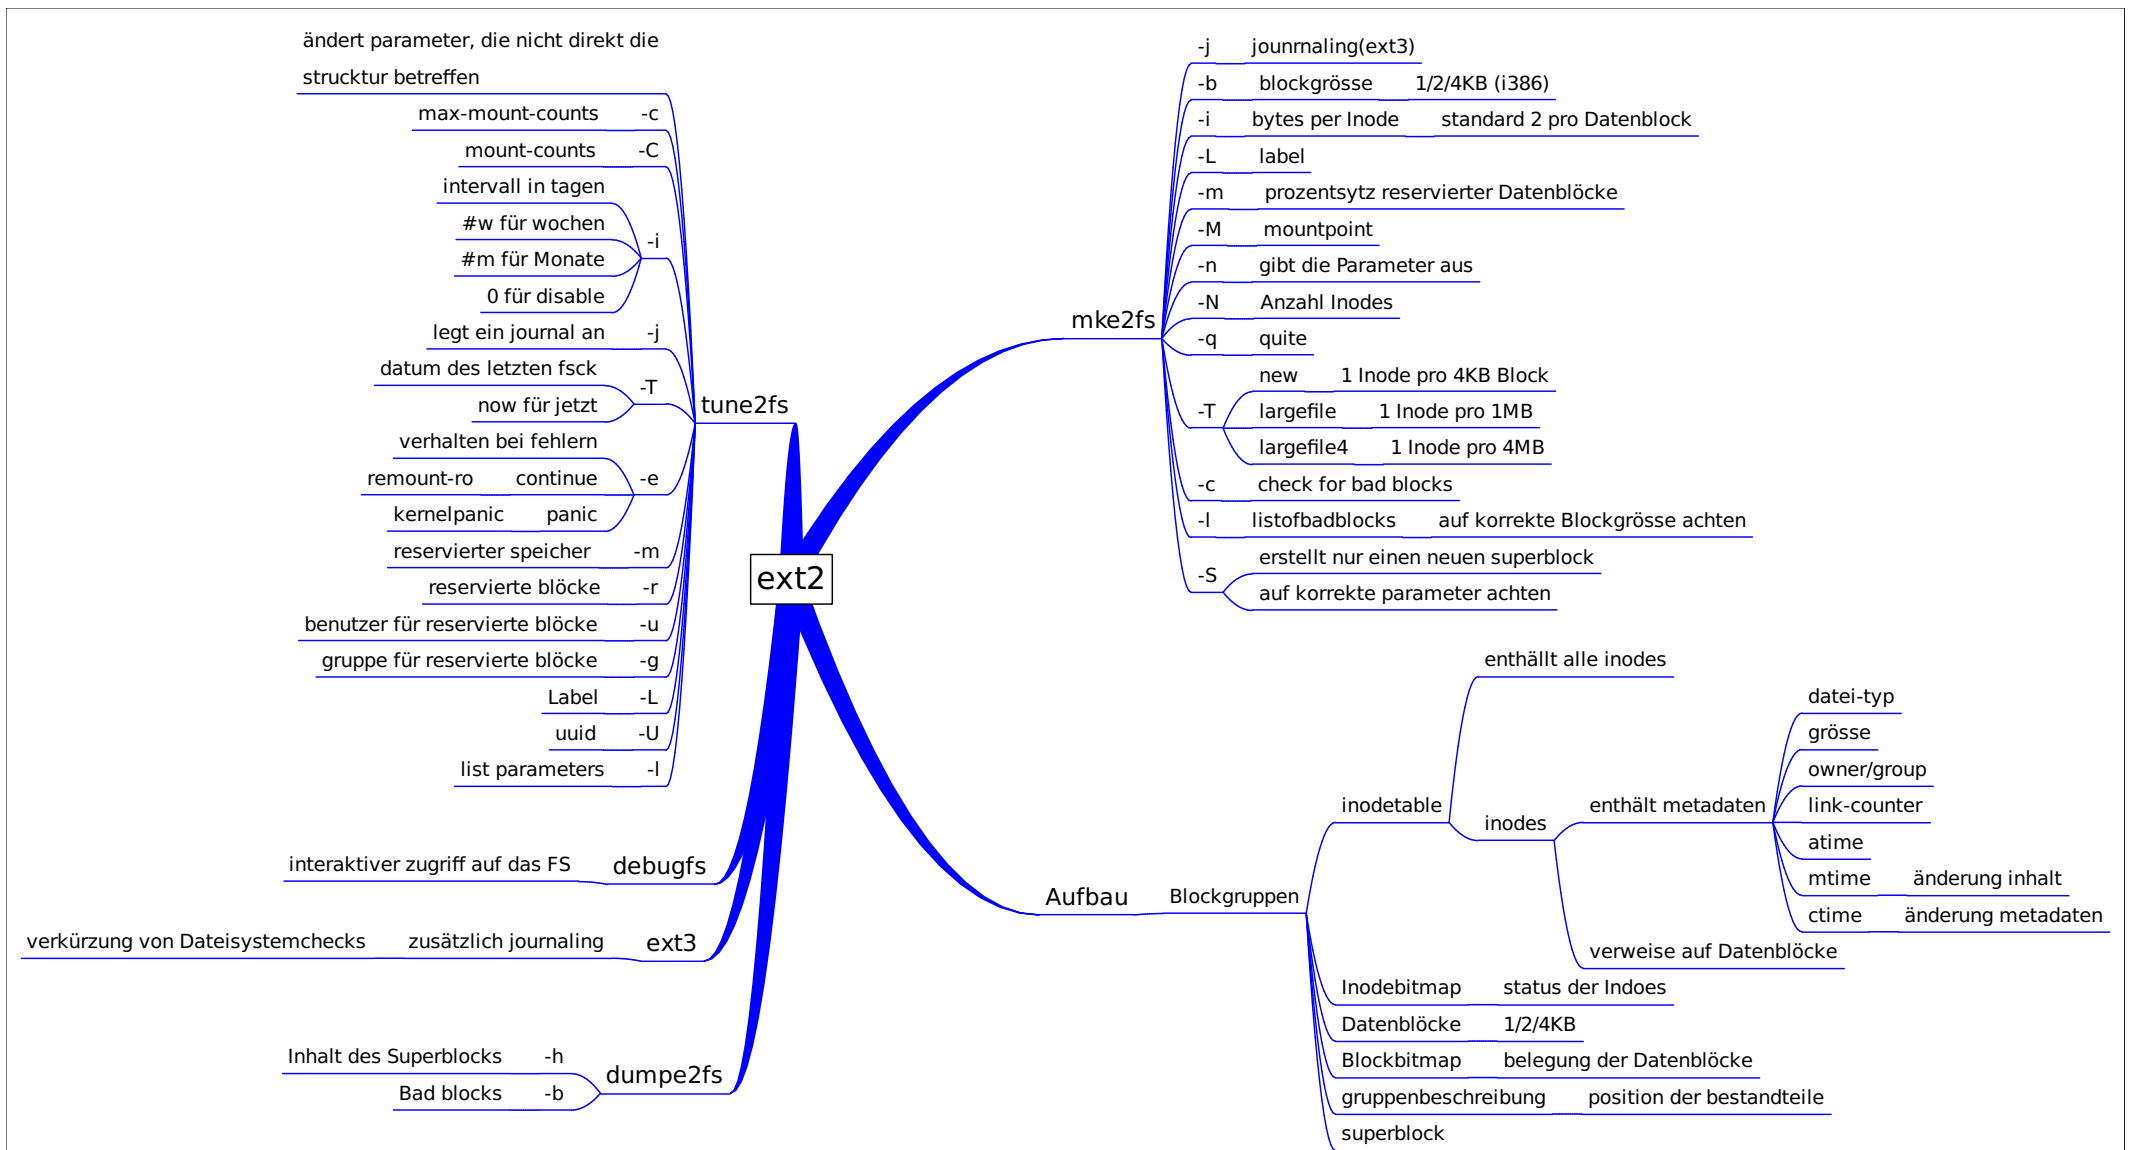 ext2
mke2fs
-j jounrnaling(ext3)
-b blockgrösse 1/2/4KB (i386)
-i bytes per Inode standard 2 pro Datenblock
-L label
-m prozentsytz reservierter Datenblöcke
-M mountpoint
-n gibt die Parameter aus
-N Anzahl Inodes
-q quite
-T
new 1 Inode pro 4KB Block
largefile 1 Inode pro 1MB
largefile4 1 Inode pro 4MB
-c check for bad blocks
-l listofbadblocks auf korrekte Blockgrösse achten
-S
erstellt nur einen neuen superblock
auf korrekte parameter achten
Aufbau
Blockgruppen
inodetable
enthällt alle inodes
inodes
enthält metadaten
datei-typ
grösse
owner/group
link-counter
atime
mtime änderung inhalt
ctime änderung metadaten
verweise auf Datenblöcke
Inodebitmap status der Indoes
Datenblöcke 1/2/4KB
Blockbitmap belegung der Datenblöcke
gruppenbeschreibung position der bestandteile
superblock
tune2fs
ändert parameter, die nicht direkt die
strucktur betreffen
max-mount-counts -c
mount-counts -C
-i
intervall in tagen
#w für wochen
#m für Monate
0 für disable
legt ein journal an -j
-T
datum des letzten fsck
now für jetzt
-e
verhalten bei fehlern
remount-ro continue
kernelpanic panic
reservierter speicher -m
reservierte blöcke -r
benutzer für reservierte blöcke -u
gruppe für reservierte blöcke -g
Label -L
uuid -U
list parameters -l
interaktiver zugriff auf das FS debugfs
verkürzung von Dateisystemchecks zusätzlich journaling ext3
dumpe2fs
Inhalt des Superblocks -h
Bad blocks -b